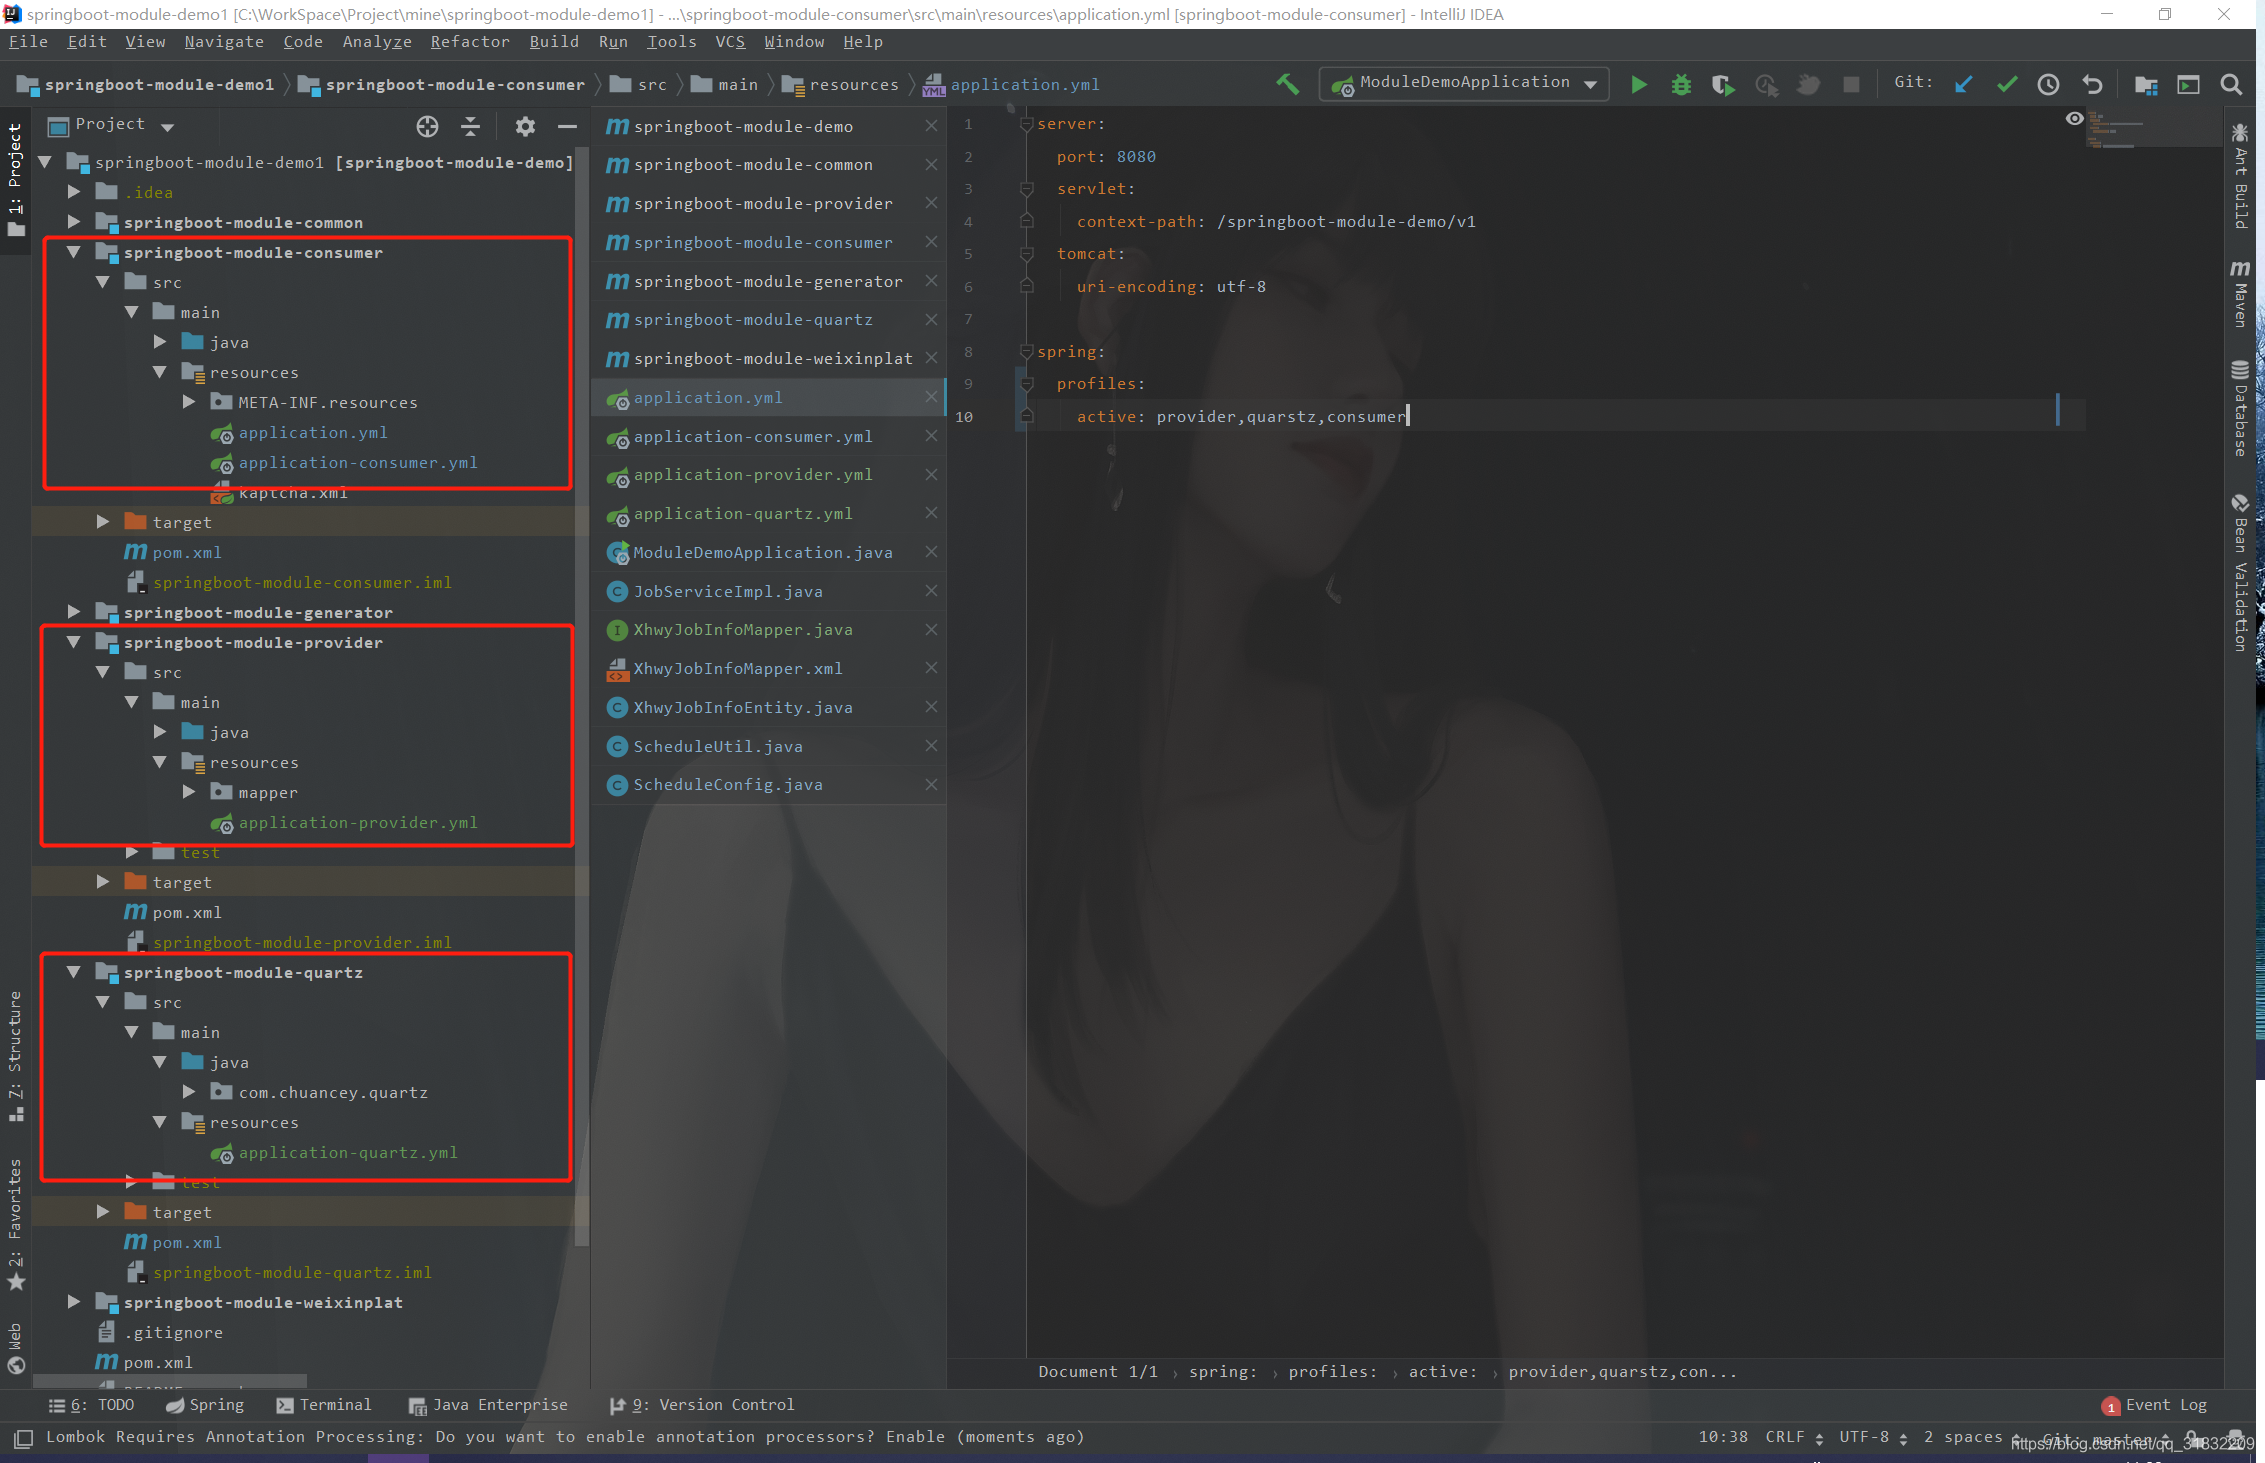 springboot-module-demo1 [C:\WorkSpace\Project\mine\springboot-module-demo1] - ...\springboot-module-consumer\src\main\resources\application.yml [springboot-module-consumer] - IntelliJ IDEA
File Edit View Navigate Code Analyze Refactor Build Run Tools VCS Window Help
springboot-module-demo1 springboot-module-consumer src main resources application.yml ModuleDemoApplication Git:
1: Project
7: Structure
2: Favorites
Web
Project
springboot-module-demo1 [springboot-module-demo]
.idea
springboot-module-common
springboot-module-consumer
src
main
java
resources
META-INF.resources
application.yml
application-consumer.yml
kaptcha.xml
target
pom.xml
springboot-module-consumer.iml
springboot-module-generator
springboot-module-provider
src
main
java
resources
mapper
application-provider.yml
test
target
pom.xml
springboot-module-provider.iml
springboot-module-quartz
src
main
java
com.chuancey.quartz
resources
application-quartz.yml
test
target
pom.xml
springboot-module-quartz.iml
springboot-module-weixinplat
.gitignore
pom.xml
springboot-module-demo
springboot-module-common
springboot-module-provider
springboot-module-consumer
springboot-module-generator
springboot-module-quartz
springboot-module-weixinplat
application.yml
application-consumer.yml
application-provider.yml
application-quartz.yml
ModuleDemoApplication.java
JobServiceImpl.java
XhwyJobInfoMapper.java
XhwyJobInfoMapper.xml
XhwyJobInfoEntity.java
ScheduleUtil.java
ScheduleConfig.java
1 server:
2 port: 8080
3 servlet:
4 context-path: /springboot-module-demo/v1
5 tomcat:
6 uri-encoding: utf-8
7
8 spring:
9 profiles:
10 active: provider,quarstz,consumer
Ant Build
Maven
Database
Bean Validation
Document 1/1 › spring: › profiles: › active: › provider,quarstz,con...
6: TODO Spring Terminal Java Enterprise 9: Version Control 1 Event Log
Lombok Requires Annotation Processing: Do you want to enable annotation processors? Enable (moments ago) 10:38 CRLF UTF-8 2 spaces Git: master
https://blog.csdn.net/qq_31832209